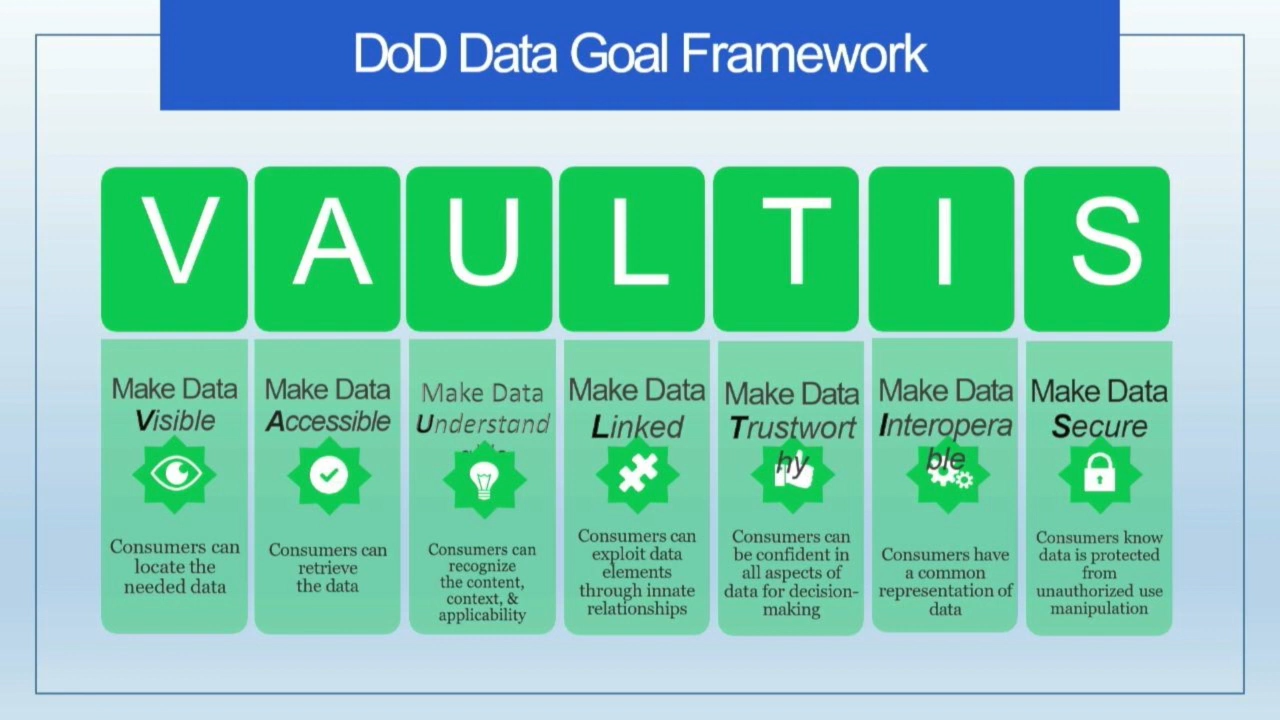 DoD Data Goal Framework
V A U L T I S
Make Data
Visible
Consumers can
locate the
needed data
Make Data
Accessible
Consumers can
retrieve
the data
Make Data
Understand
Consumers can
recognize
the content,
context, &
applicability
Make Data
Linked
Consumers can
exploit data
elements
through innate
relationships
Make Data
Trustwort
hy
Consumers can
be confident in
all aspects of
data for decision-
making
Make Data
Interopera
ble
Consumers have
a common
representation of
data
Make Data
Secure
Consumers know
data is protected
from
unauthorized use
manipulation